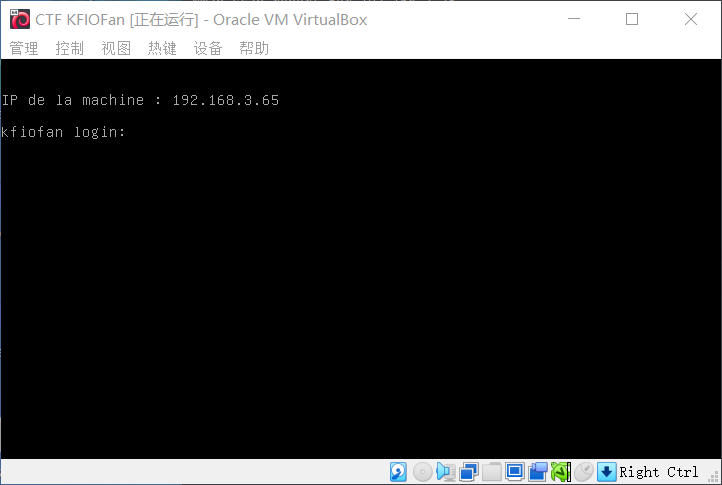 CTF KFIOFan [正在运行] - Oracle VM VirtualBox
管理 控制 视图 热键 设备 帮助
IP de la machine : 192.168.3.65
kfiofan login:
Right Ctrl